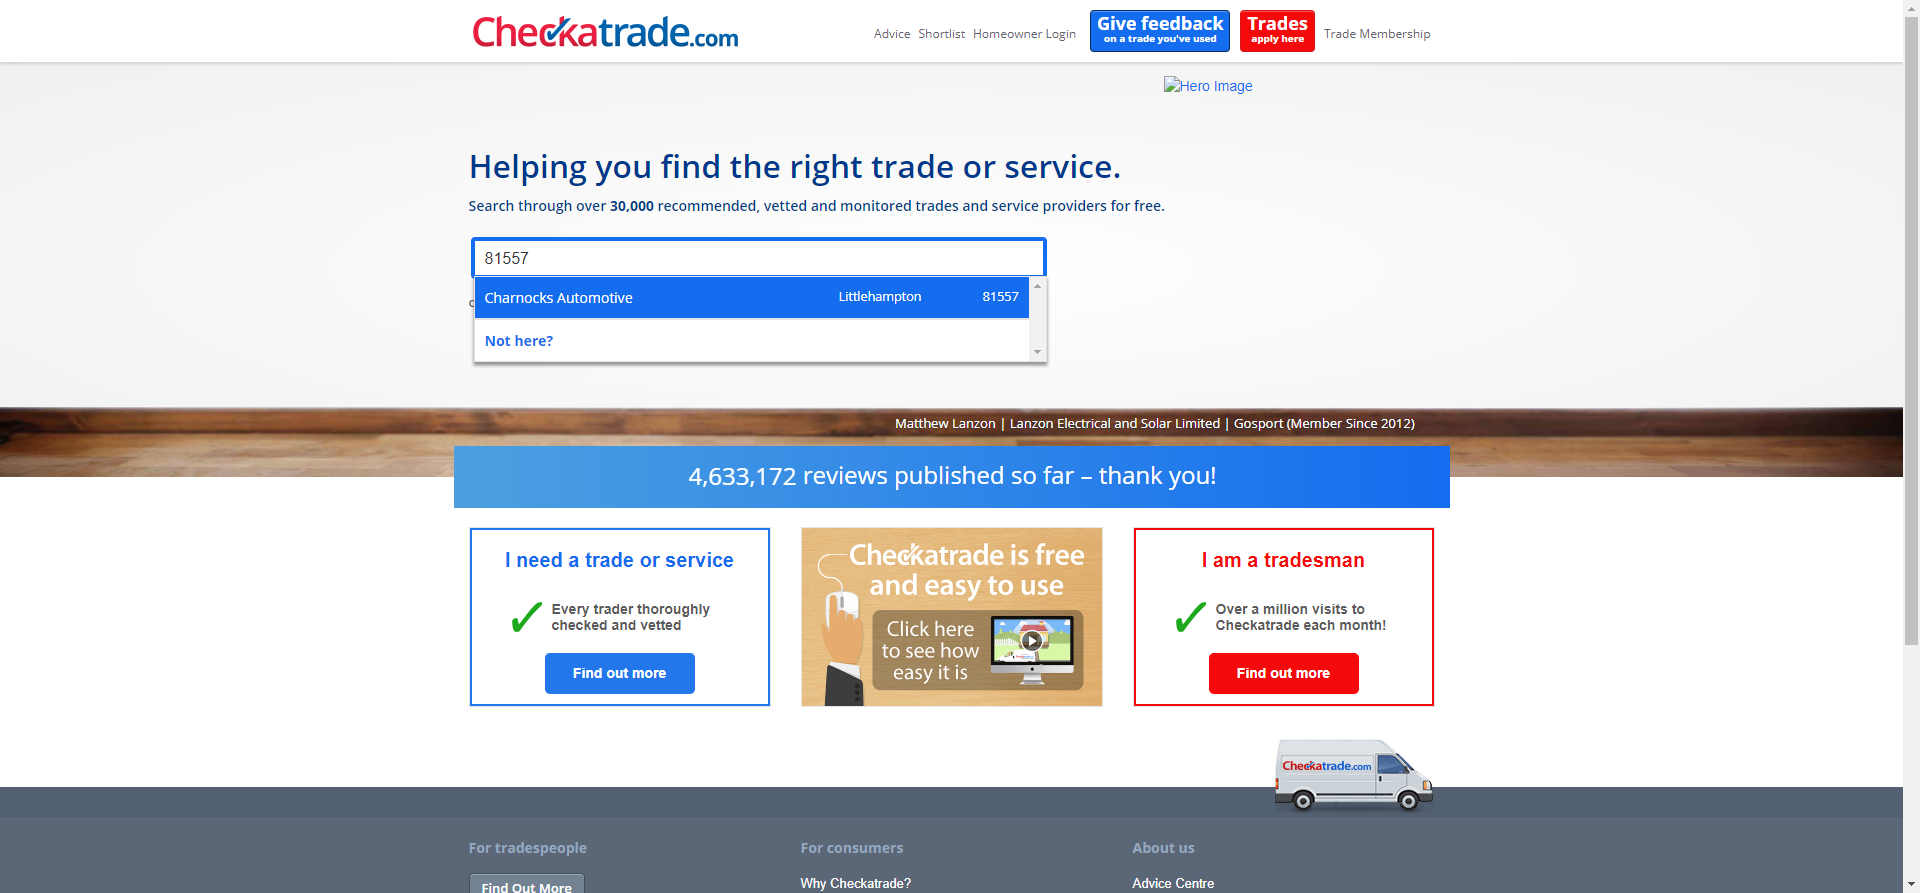 Checkatrade.com
Advice Shortlist Homeowner Login
Give feedback
on a trade you've used
Trades
apply here
Trade Membership
Hero Image
Helping you find the right trade or service.
Search through over 30,000 recommended, vetted and monitored trades and service providers for free.
81557
Charnocks Automotive Littlehampton 81557
Not here?
Matthew Lanzon | Lanzon Electrical and Solar Limited | Gosport (Member Since 2012)
4,633,172 reviews published so far – thank you!
I need a trade or service
Every trader thoroughly
checked and vetted
Find out more
Checkatrade is free
and easy to use
Click here
to see how
easy it is
I am a tradesman
Over a million visits to
Checkatrade each month!
Find out more
Checkatrade.com
For tradespeople
Find Out More
For consumers
Why Checkatrade?
About us
Advice Centre